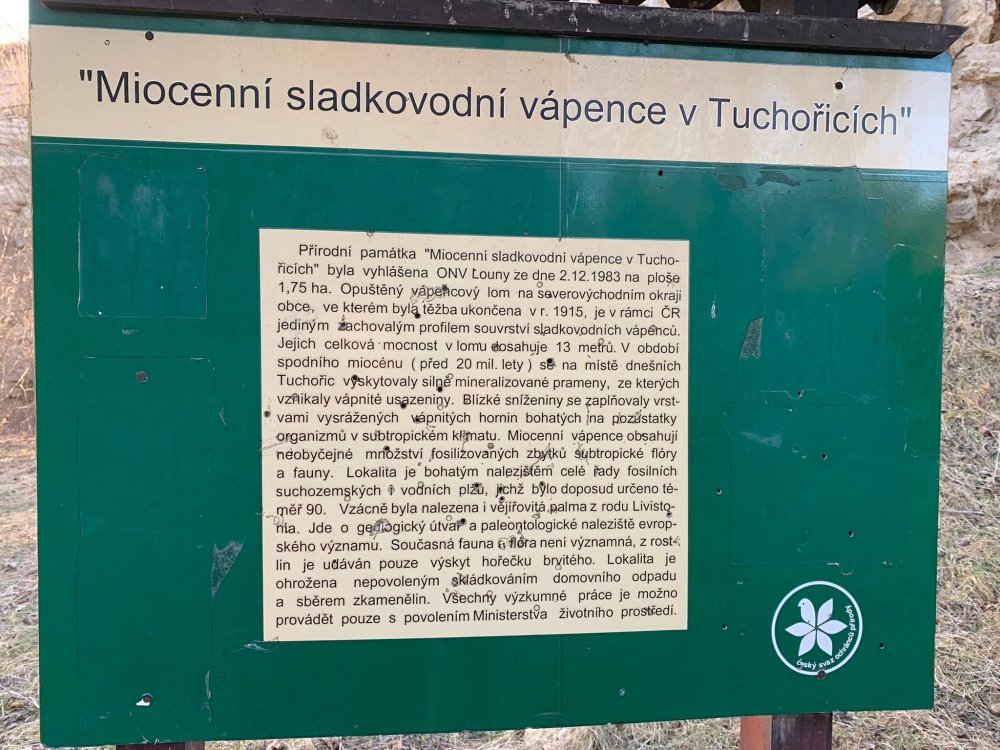 "Miocenní sladkovodní vápence v Tuchořicích"
Přírodní památka "Miocenní sladkovodní vápence v Tucho-
řicích" byla vyhlášena ONV Louny ze dne 2.12.1983 na ploše
1,75 ha. Opuštěný vápencový lom na severovýchodním okraji
obce, ve kterém byla těžba ukončena v r. 1915, je v rámci ČR
jediným zachovalým profilem souvrství sladkovodních vápenců.
Jejich celková mocnost v lomu dosahuje 13 metrů. V období
spodního miocénu ( před 20 mil. lety ) se na místě dnešních
Tuchořic vyskytovaly silně mineralizované prameny, ze kterých
vznikaly vápnité usazeniny. Blízké sníženiny se zaplňovaly vrst-
vami vysrážených vápnitých hornin bohatých na pozůstatky
organizmů v subtropickém klimatu. Miocenní vápence obsahují
neobyčejné množství fosilizovaných zbytků subtropické flóry
a fauny. Lokalita je bohatým nalezištěm celé řady fosilních
suchozemských i vodních plžů, jichž bylo doposud určeno té-
měř 90. Vzácně byla nalezena i vějířovitá palma z rodu Livisto-
nia. Jde o geologický útvar a paleontologické naleziště evrop-
ského významu. Současná fauna i flóra není významná, z rost-
lin je udáván pouze výskyt hořečku brvitého. Lokalita je
ohrožena nepovoleným skládkováním domovního odpadu
a sběrem zkamenělin. Všechny výzkumné práce je možno
provádět pouze s povolením Ministerstva životního prostředí.
český svaz ochránců přírody